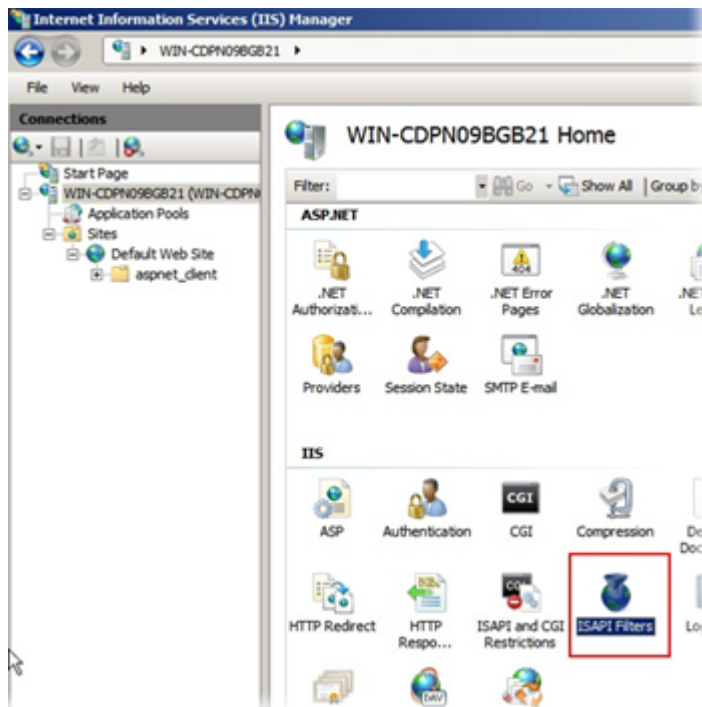 Internet Information Services (IIS) Manager
WIN-CDPN09BGB21
File View Help
Connections
Start Page
WIN-CDPN09BGB21 (WIN-CDPN
Application Pools
Sites
Default Web Site
aspnet_client
WIN-CDPN09BGB21 Home
Filter: Go Show All Group by
ASP.NET
.NET Authorizati...
.NET Compilation
.NET Error Pages
.NET Globalization
Providers
Session State
SMTP E-mail
IIS
ASP
Authentication
CGI
Compression
HTTP Redirect
HTTP Respo...
ISAPI and CGI Restrictions
ISAPI Filters